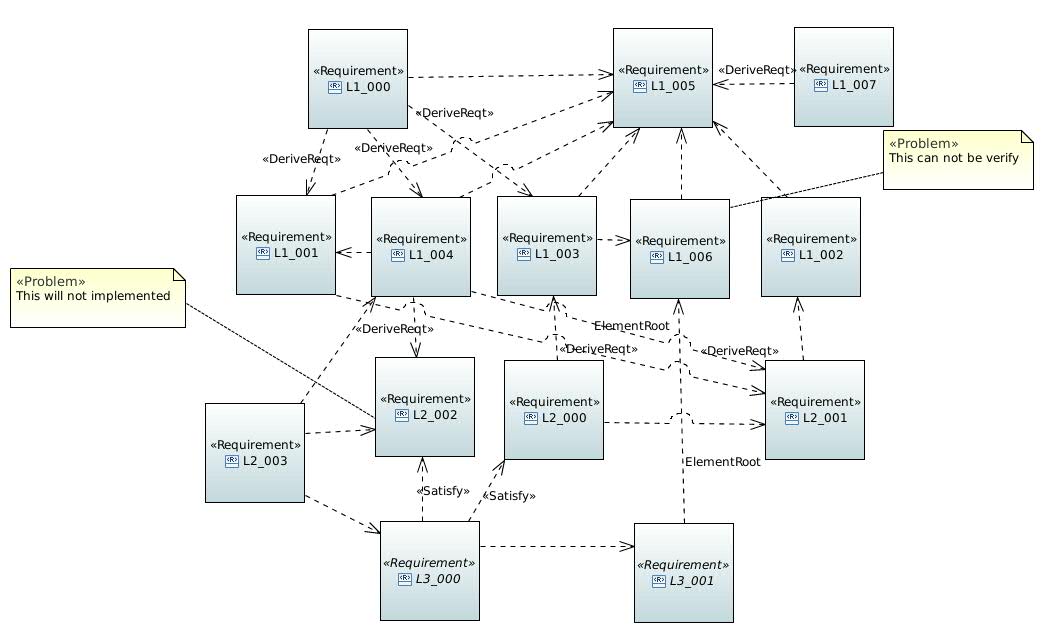 «Requirement»
L1_000
«Requirement»
L1_005
«DeriveReqt»
«Requirement»
L1_007
«DeriveReqt»
«DeriveReqt»
«DeriveReqt»
«Problem»
This can not be verify
«Requirement»
L1_001
«Requirement»
L1_004
«Requirement»
L1_003
«Requirement»
L1_006
«Requirement»
L1_002
«Problem»
This will not implemented
«DeriveReqt»
ElementRoot
«DeriveReqt»
«DeriveReqt»
«Requirement»
L2_002
«Requirement»
L2_000
«Requirement»
L2_001
«Requirement»
L2_003
ElementRoot
«Satisfy»
«Satisfy»
«Requirement»
L3_000
«Requirement»
L3_001